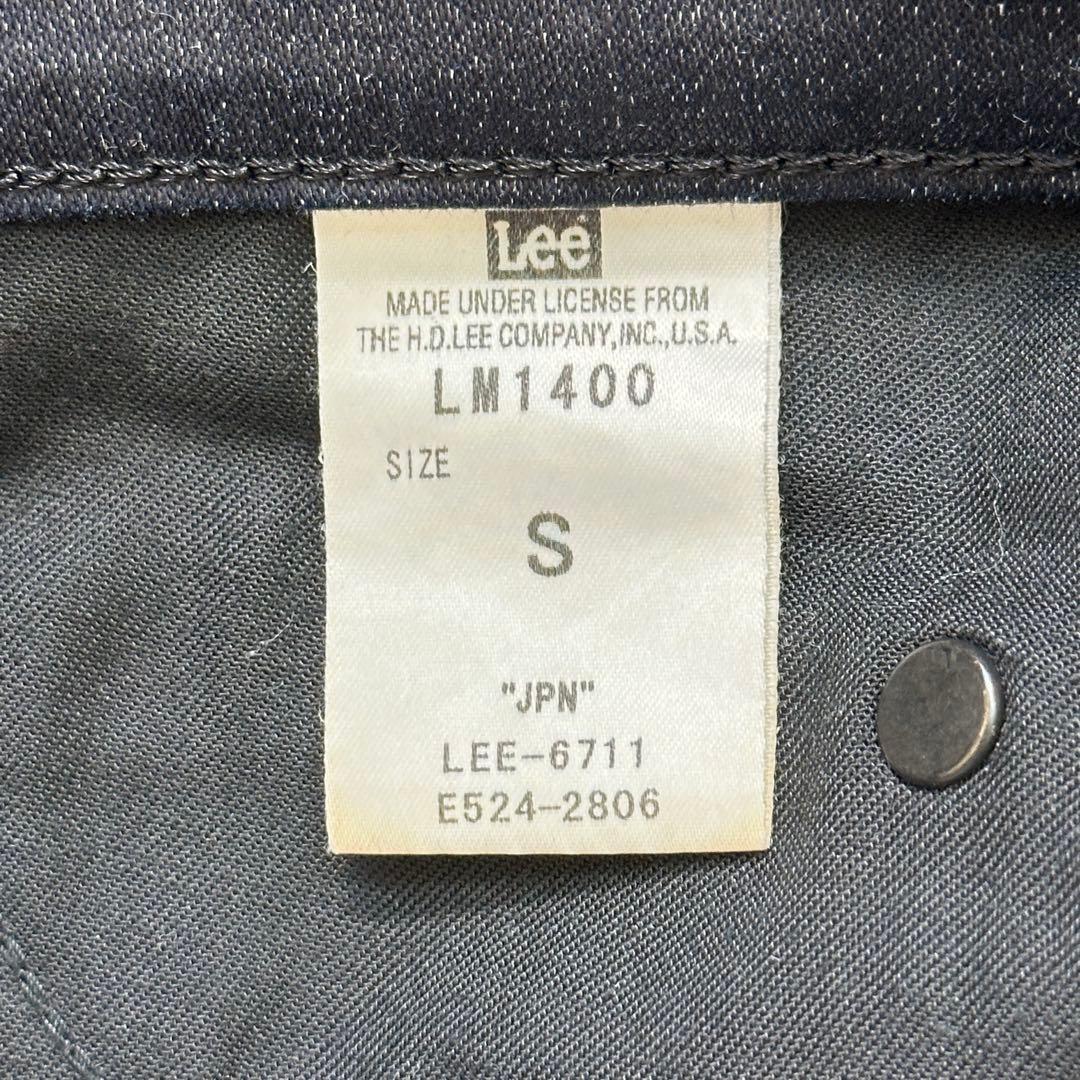 Lee
MADE UNDER LICENSE FROM
THE H.D.LEE COMPANY,INC.,U.S.A.
LM1400
SIZE
S
"JPN"
LEE-6711
E524-2806